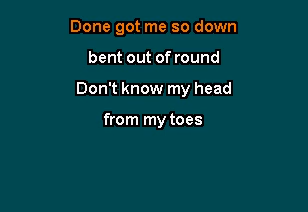 Done got me so down
bent out of round
Don't know my head
from my toes